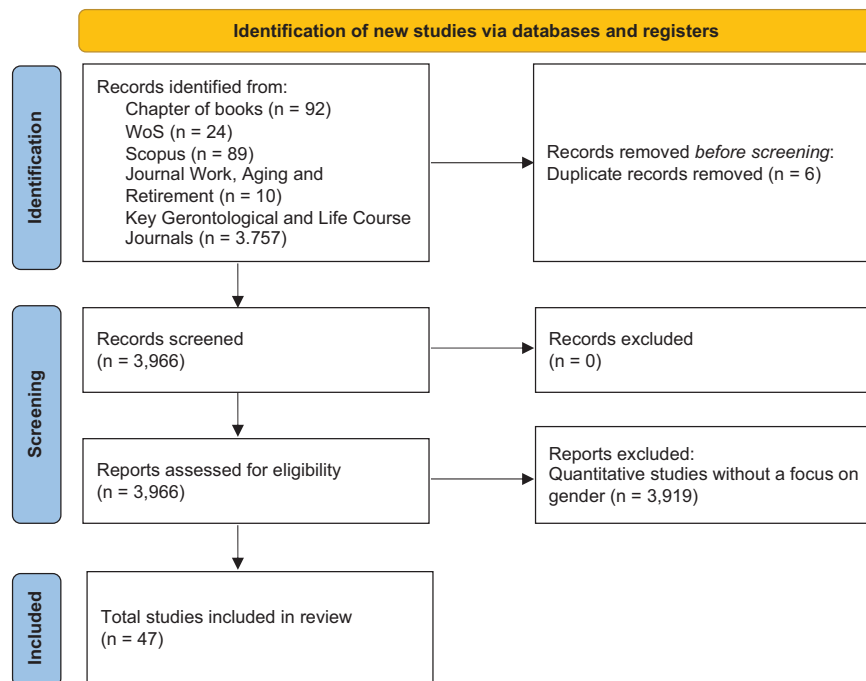 Identification of new studies via databases and registers
Identification
Records identified from:
Chapter of books (n = 92)
WoS (n = 24)
Scopus (n = 89)
Journal Work, Aging and
Retirement (n = 10)
Key Gerontological and Life Course
Journals (n = 3.757)
Records removed before screening:
Duplicate records removed (n = 6)
Screening
Records screened
(n = 3,966)
Records excluded
(n = 0)
Reports assessed for eligibility
(n = 3,966)
Reports excluded:
Quantitative studies without a focus on
gender (n = 3,919)
Included
Total studies included in review
(n = 47)